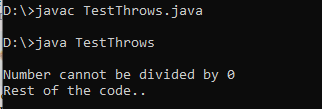 D:\>javac TestThrows.java
D:\>java TestThrows
Number cannot be divided by 0
Rest of the code..